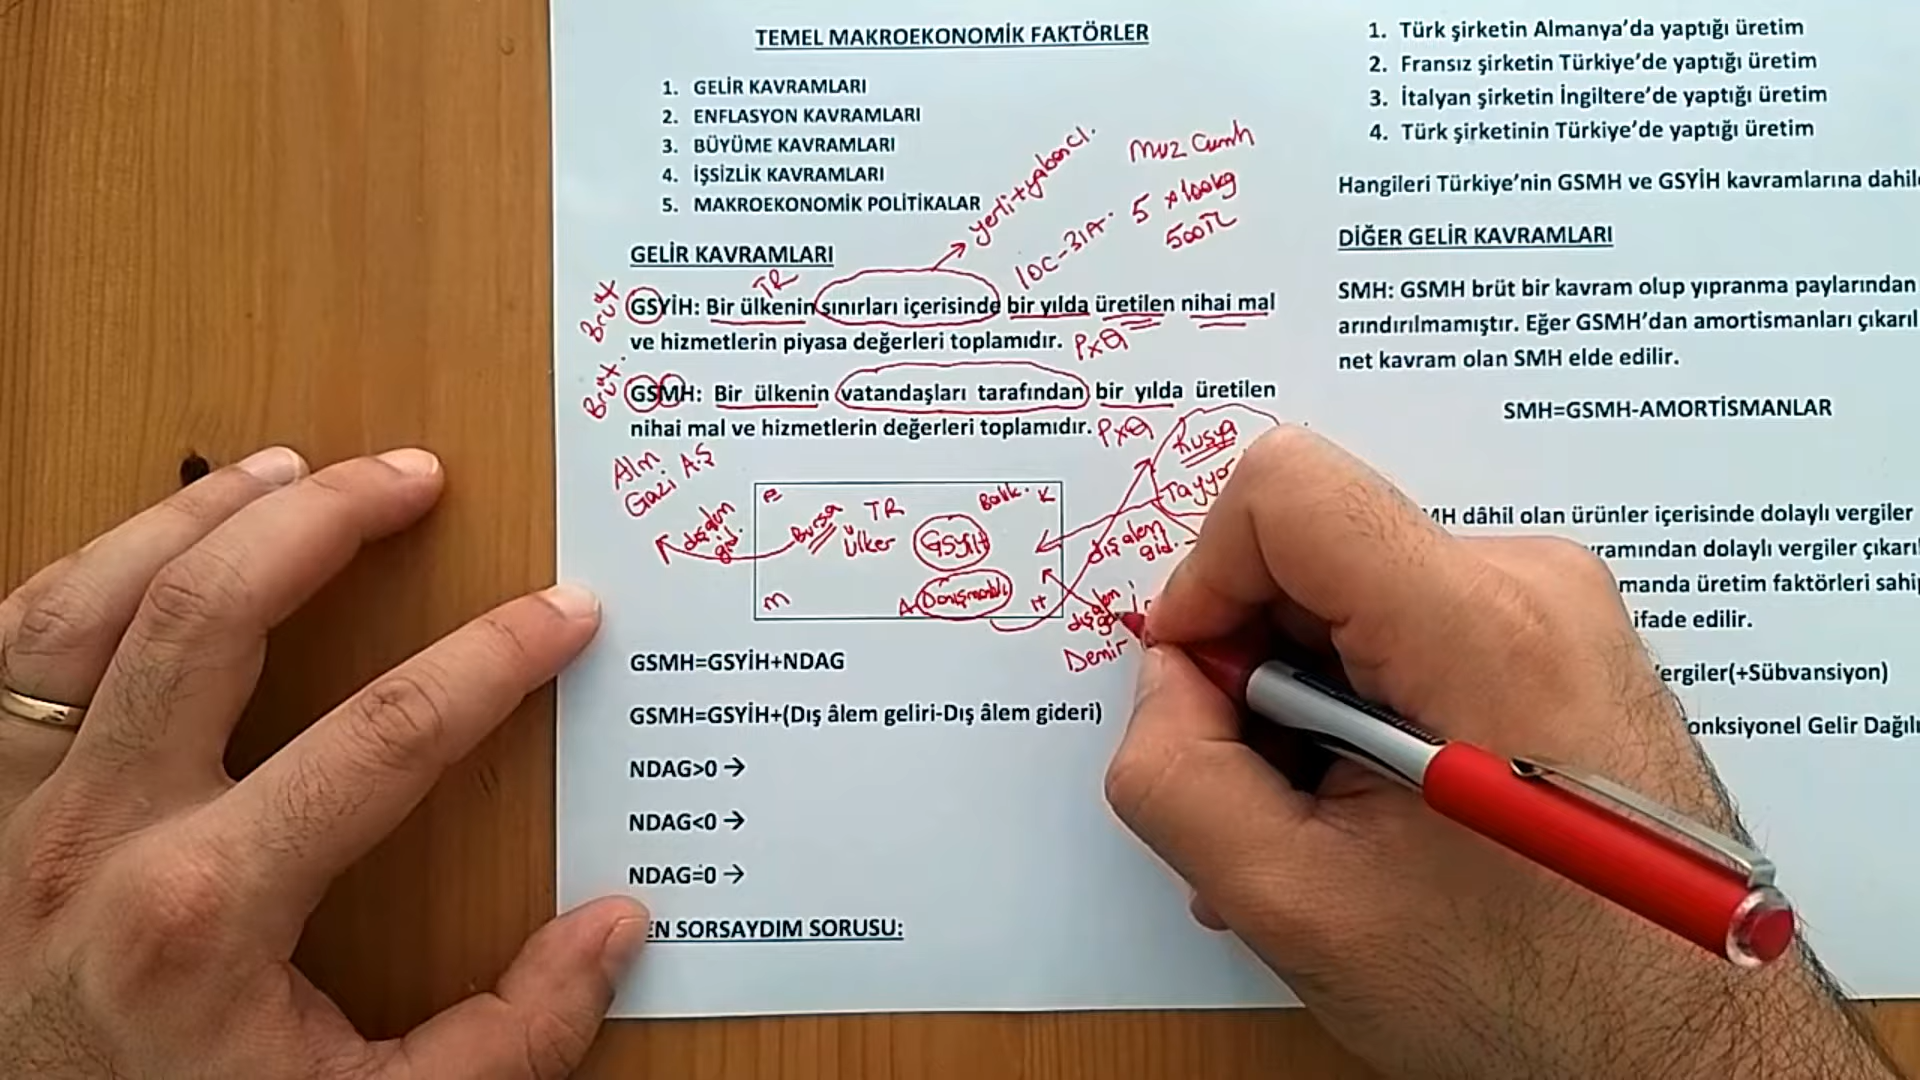 TEMEL MAKROEKONOMİK FAKTÖRLER
1. GELİR KAVRAMLARI
2. ENFLASYON KAVRAMLARI
3. BÜYÜME KAVRAMLARI
4. İŞSİZLİK KAVRAMLARI
5. MAKROEKONOMİK POLİTİKALAR
yerli+yabancı.
Muz Cumh
5 x 100kg
500TL
1OC-31Ar.
GELİR KAVRAMLARI
TR
Brüt
GSYİH: Bir ülkenin sınırları içerisinde bir yılda üretilen nihai mal
ve hizmetlerin piyasa değerleri toplamıdır. PxQ
Brüt.
GSMH: Bir ülkenin vatandaşları tarafından bir yılda üretilen
nihai mal ve hizmetlerin değerleri toplamıdır. PxQ
Alm
Gazi A.Ş
Rusya
dışalem
gid.
Bursa
TR
Ülker
GSYİH
Danışmanlı
Balık. K
M
dış alem
gid.
dışalem
Demir
GSMH=GSYİH+NDAG
GSMH=GSYİH+(Dış âlem geliri-Dış âlem gideri)
NDAG>0 →
NDAG<0 →
NDAG=0 →
EN SORSAYDIM SORUSU:
1. Türk şirketin Almanya’da yaptığı üretim
2. Fransız şirketin Türkiye’de yaptığı üretim
3. İtalyan şirketin İngiltere’de yaptığı üretim
4. Türk şirketinin Türkiye’de yaptığı üretim
Hangileri Türkiye’nin GSMH ve GSYİH kavramlarına dahil
DİĞER GELİR KAVRAMLARI
SMH: GSMH brüt bir kavram olup yıpranma paylarından
arındırılmamıştır. Eğer GSMH’dan amortismanları çıkarıl
net kavram olan SMH elde edilir.
SMH=GSMH-AMORTİSMANLAR
MH dâhil olan ürünler içerisinde dolaylı vergiler
ramından dolaylı vergiler çıkarı
manda üretim faktörleri sahi
ifade edilir.
ergiler(+Sübvansiyon)
onksiyonel Gelir Dağılı